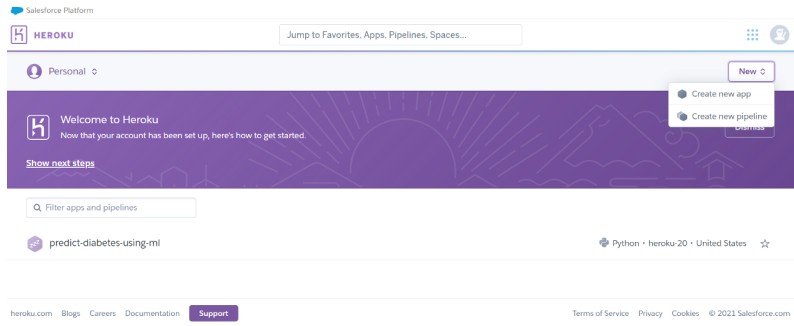 Salesforce Platform
HEROKU
Jump to Favorites, Apps, Pipelines, Spaces...
Personal
New
Create new app
Create new pipeline
Welcome to Heroku
Now that your account has been set up, here's how to get started.
Dismiss
Show next steps
Filter apps and pipelines
predict-diabetes-using-ml
Python • heroku-20 • United States
heroku.com Blogs Careers Documentation Support
Terms of Service Privacy Cookies © 2021 Salesforce.com